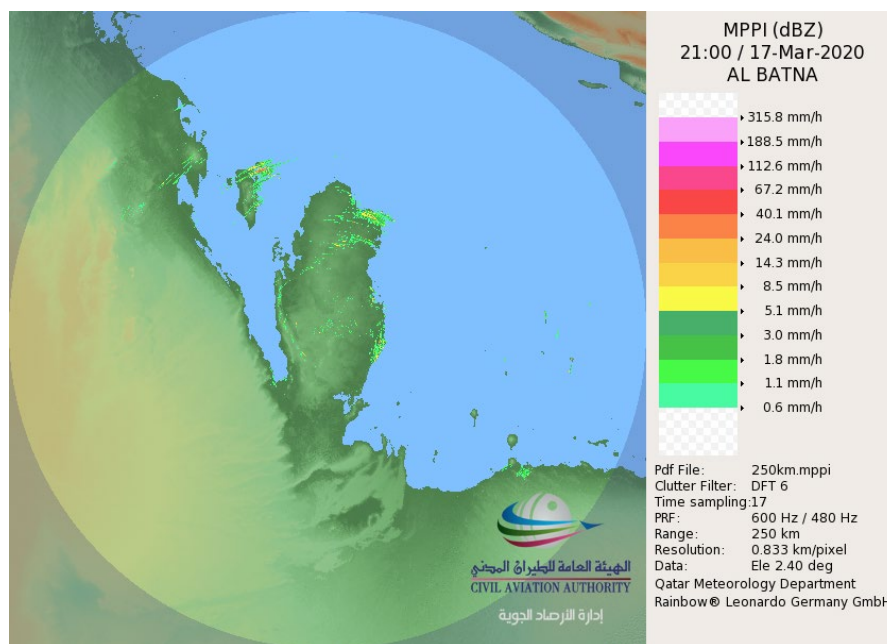 MPPI (dBZ)
21:00 / 17-Mar-2020
AL BATNA
315.8 mm/h
188.5 mm/h
112.6 mm/h
67.2 mm/h
40.1 mm/h
24.0 mm/h
14.3 mm/h
8.5 mm/h
5.1 mm/h
3.0 mm/h
1.8 mm/h
1.1 mm/h
0.6 mm/h
Pdf File: 250km.mppi
Clutter Filter: DFT 6
Time sampling:17
PRF: 600 Hz / 480 Hz
Range: 250 km
Resolution: 0.833 km/pixel
Data: Ele 2.40 deg
Qatar Meteorology Department
Rainbow® Leonardo Germany GmbH
الهيئة العامة للطيران المدني
CIVIL AVIATION AUTHORITY
إدارة الأرصاد الجوية